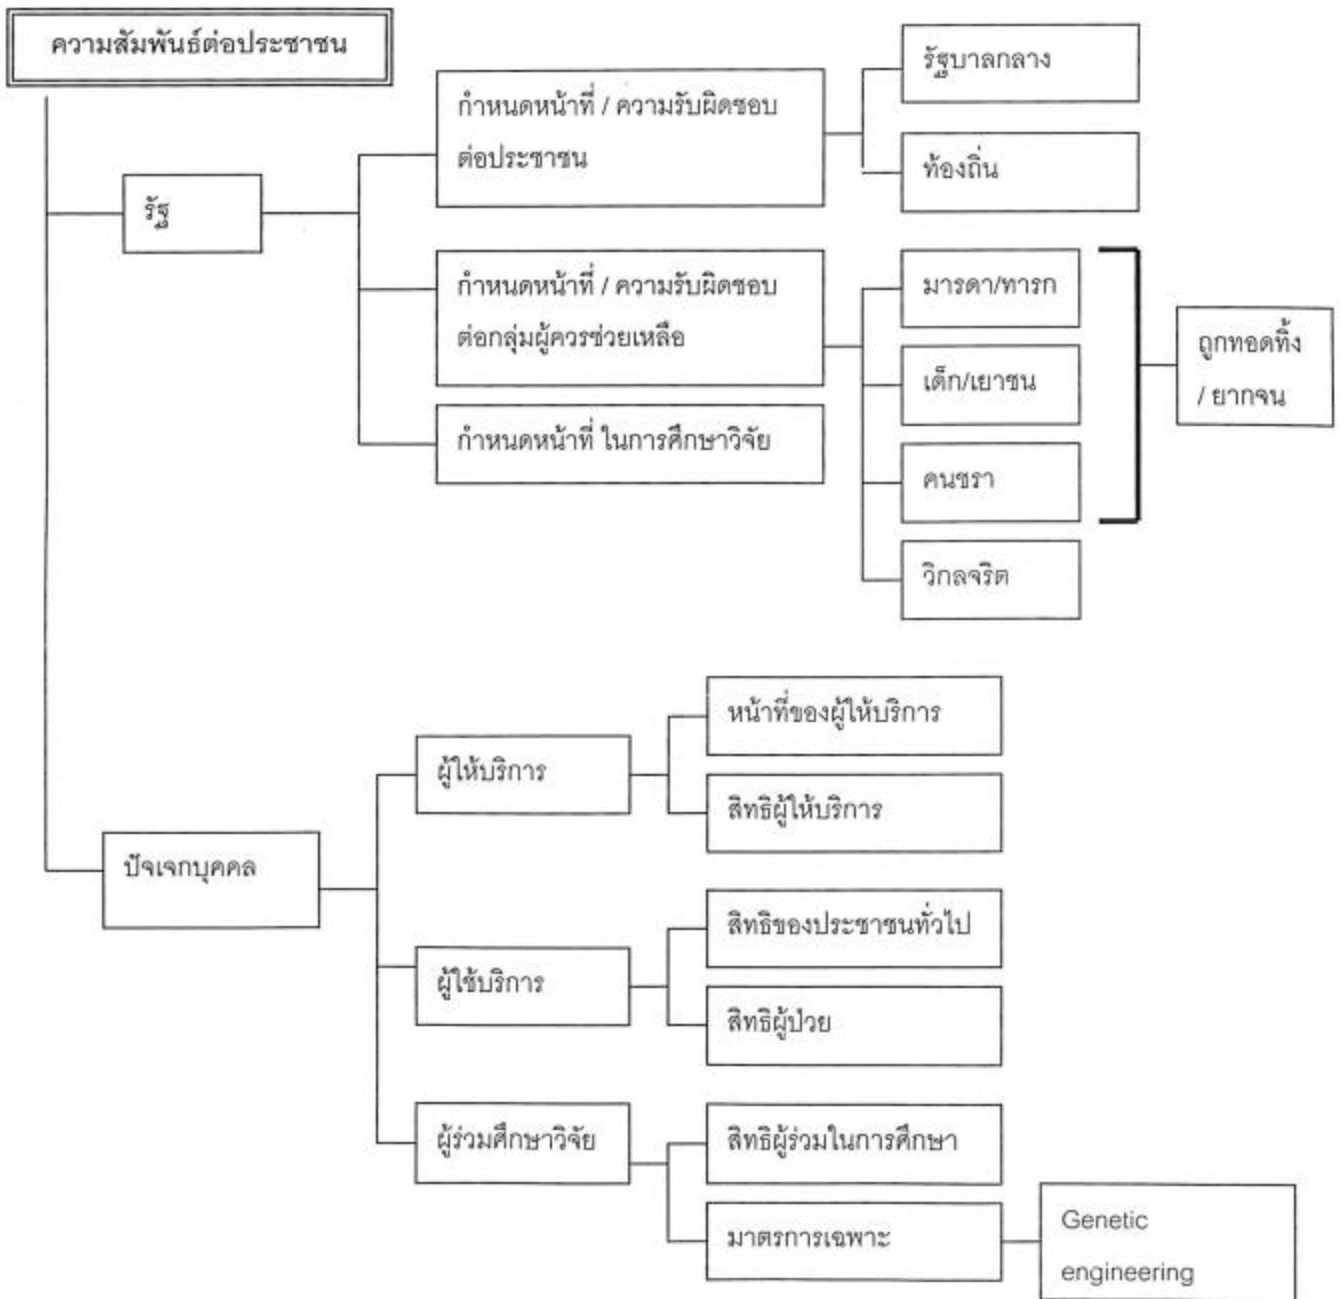 ความสัมพันธ์ต่อประชาชน
รัฐ
กำหนดหน้าที่ / ความรับผิดชอบ
ต่อประชาชน
รัฐบาลกลาง
ท้องถิ่น
กำหนดหน้าที่ / ความรับผิดชอบ
ต่อกลุ่มผู้ควรช่วยเหลือ
มารดา/ทารก
เด็ก/เยาชน
คนชรา
วิกลจริต
ถูกทอดทิ้ง
/ ยากจน
กำหนดหน้าที่ ในการศึกษาวิจัย
ปัจเจกบุคคล
ผู้ให้บริการ
หน้าที่ของผู้ให้บริการ
สิทธิผู้ให้บริการ
ผู้ใช้บริการ
สิทธิของประชาชนทั่วไป
สิทธิผู้ป่วย
ผู้ร่วมศึกษาวิจัย
สิทธิผู้ร่วมในการศึกษา
มาตรการเฉพาะ
Genetic
engineering